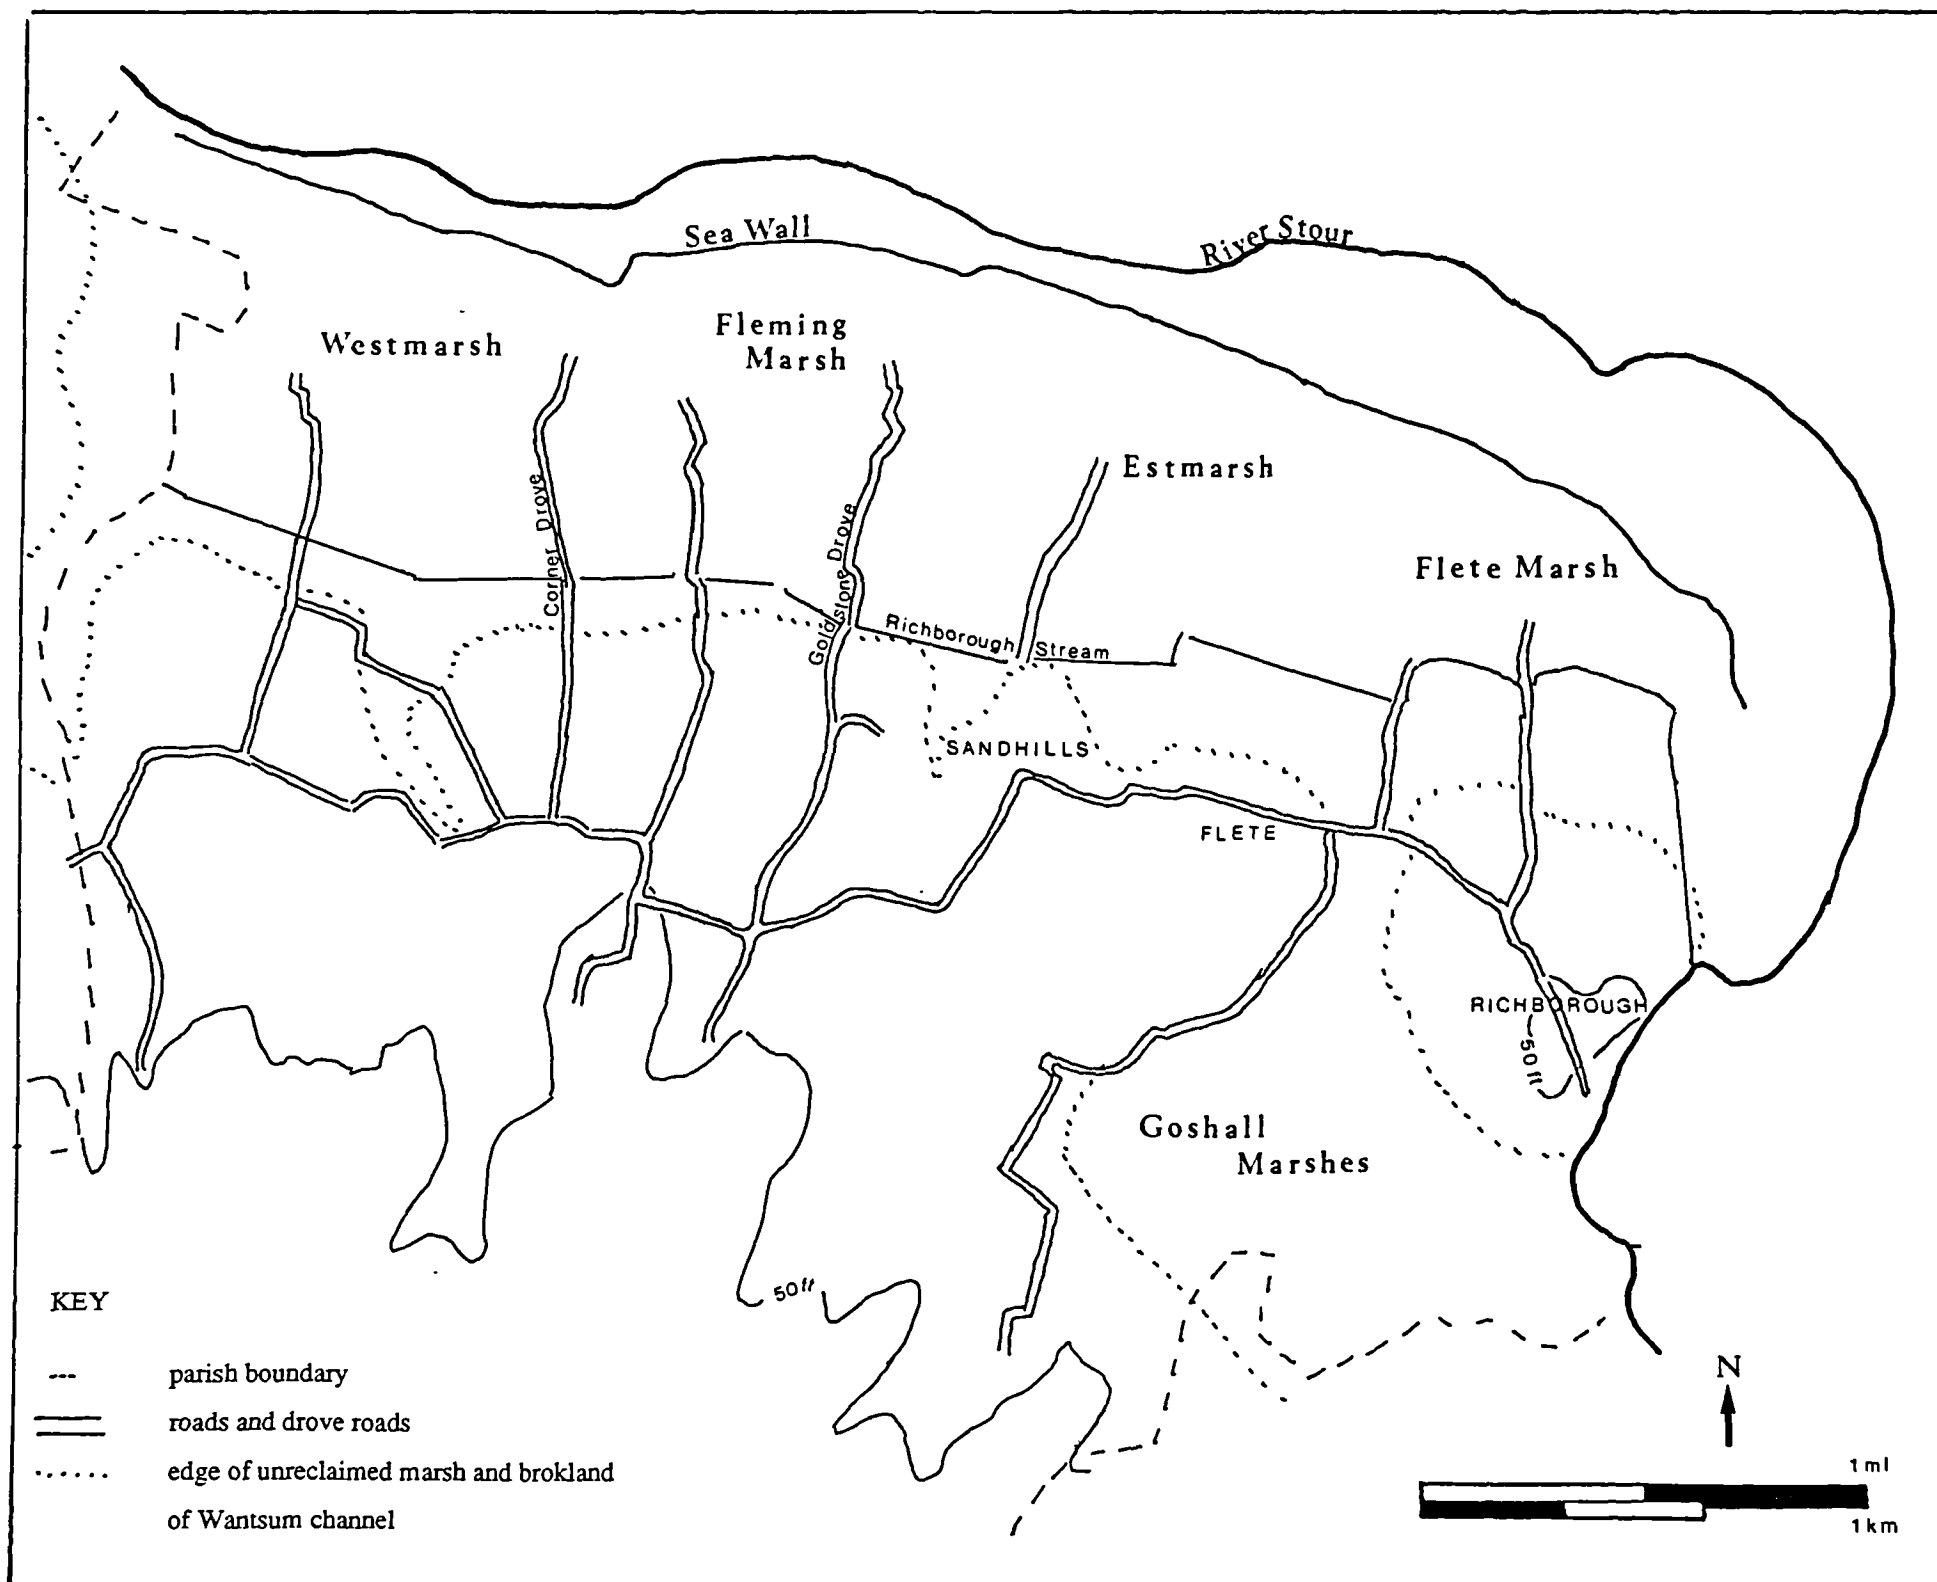 Sea Wall
River Stour
Westmarsh
Fleming
Marsh
Estmarsh
Corner Drove
Goldstone Drove
Flete Marsh
Richborough Stream
SANDHILLS
FLETE
RICHBOROUGH
50ft
Goshall
Marshes
50ft
KEY
parish boundary
roads and drove roads
edge of unreclaimed marsh and brokland
of Wantsum channel
N
1 ml
1 km